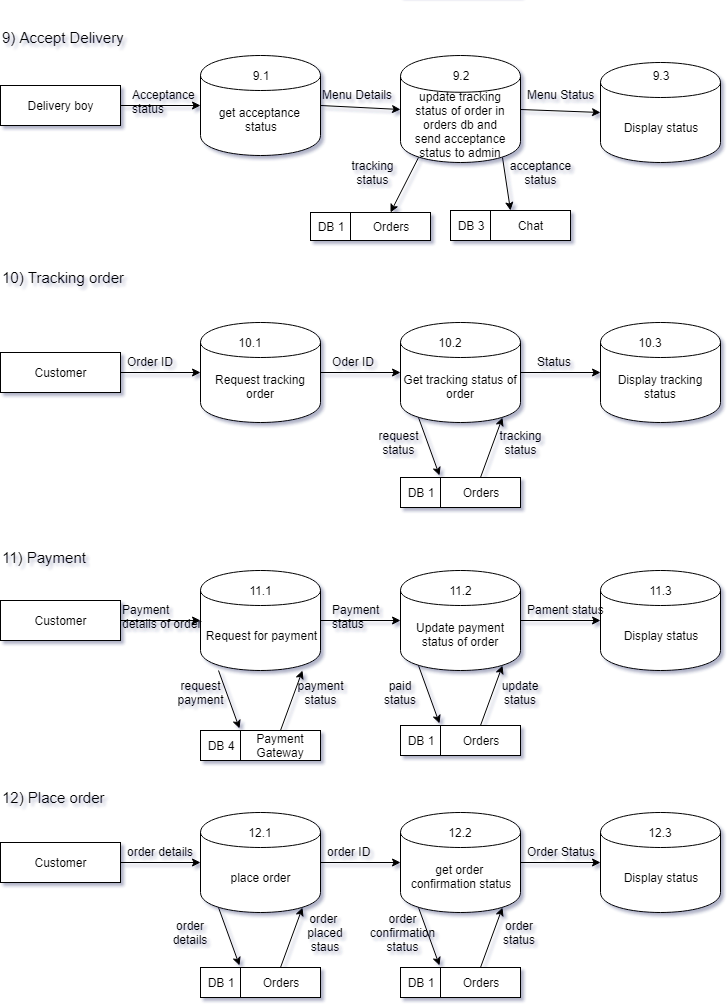 9) Accept Delivery
Delivery boy
Acceptance
status
9.1
get acceptance
status
Menu Details
9.2
update tracking
status of order in
orders db and
send acceptance
status to admin
Menu Status
9.3
Display status
tracking
status
acceptance
status
DB 1
Orders
DB 3
Chat
10) Tracking order
Customer
Order ID
10.1
Request tracking
order
Oder ID
10.2
Get tracking status of
order
Status
10.3
Display tracking
status
request
status
tracking
status
DB 1
Orders
11) Payment
Customer
Payment
details of order
11.1
Request for payment
Payment
status
11.2
Update payment
status of order
Pament status
11.3
Display status
request
payment
payment
status
paid
status
update
status
DB 4
Payment
Gateway
DB 1
Orders
12) Place order
Customer
order details
12.1
place order
order ID
12.2
get order
confirmation status
Order Status
12.3
Display status
order
details
order
placed
staus
order
confirmation
status
order
status
DB 1
Orders
DB 1
Orders